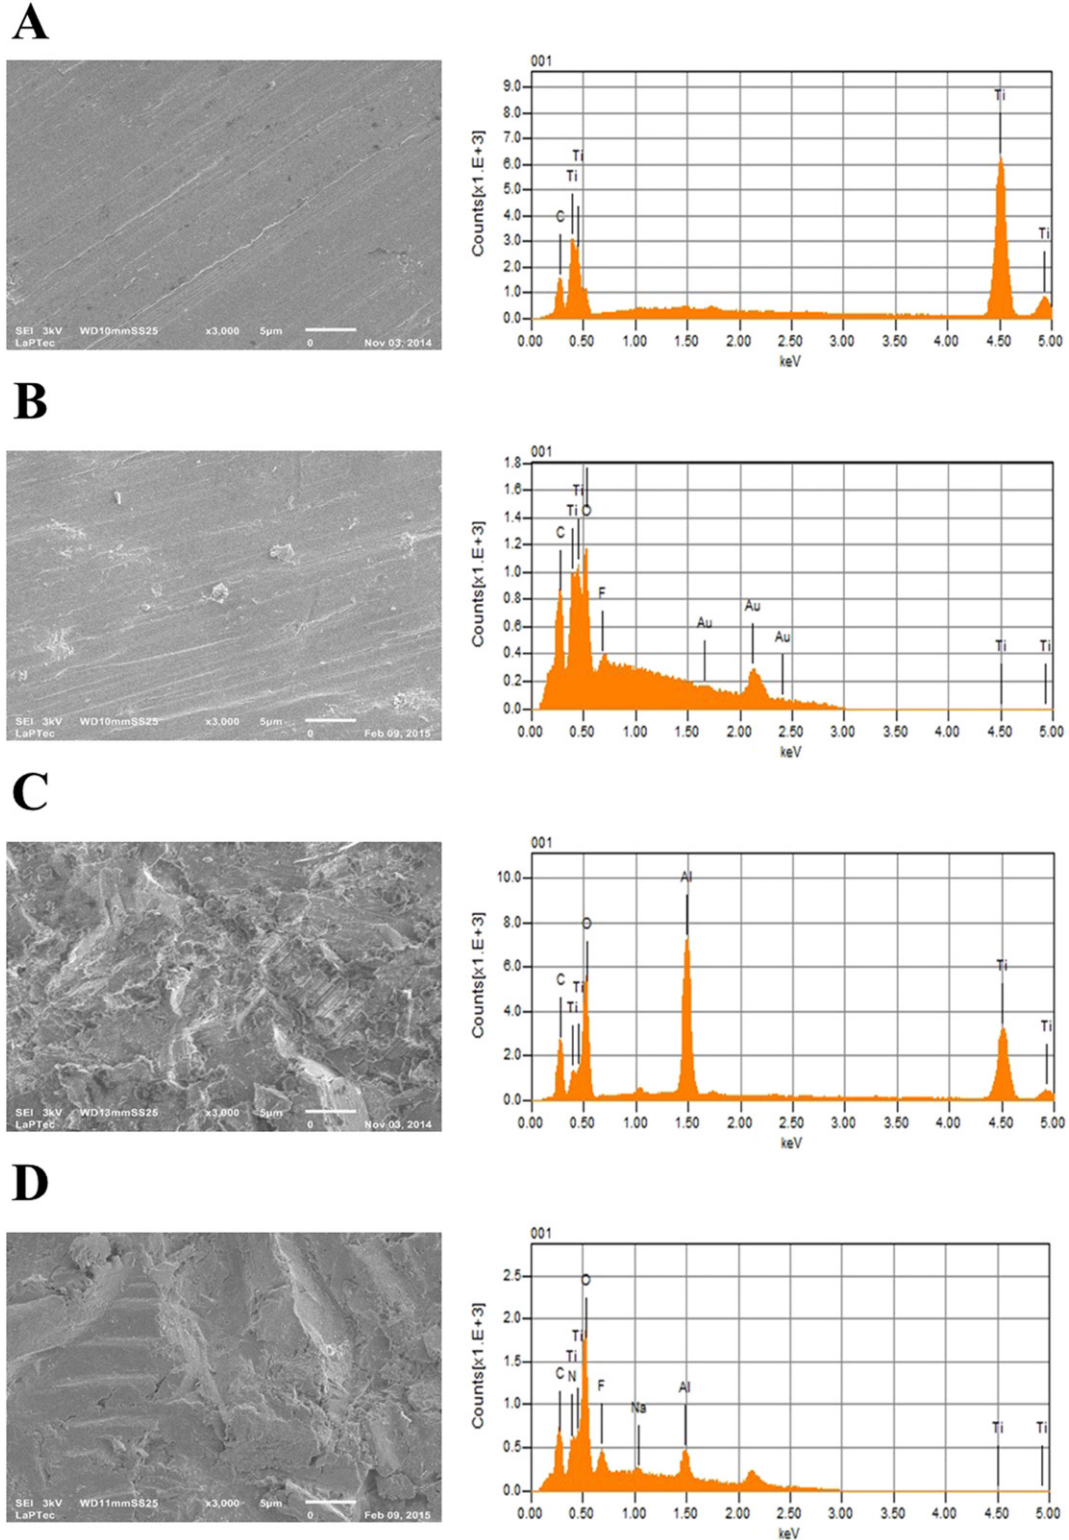 A
SEI 3kV WD10mmSS25 x3,000 5µm
LaPTec 0 Nov 03, 2014
001
Counts[x1.E+3]
9.0
8.0
7.0
6.0
5.0
4.0
3.0
2.0
1.0
0.0
C Ti Ti Ti Ti
0.00 0.50 1.00 1.50 2.00 2.50 3.00 3.50 4.00 4.50 5.00
keV
B
SEI 3kV WD10mmSS25 x3,000 5µm
LaPTec 0 Feb 09, 2015
001
Counts[x1.E+3]
1.8
1.6
1.4
1.2
1.0
0.8
0.6
0.4
0.2
0.0
C Ti Ti O F Au Au Au Ti Ti
0.00 0.50 1.00 1.50 2.00 2.50 3.00 3.50 4.00 4.50 5.00
keV
C
SEI 3kV WD13mmSS25 x3,000 5µm
LaPTec 0 Nov 03, 2014
001
Counts[x1.E+3]
10.0
8.0
6.0
4.0
2.0
0.0
C Ti Ti O Al Ti Ti
0.00 0.50 1.00 1.50 2.00 2.50 3.00 3.50 4.00 4.50 5.00
keV
D
SEI 3kV WD11mmSS25 x3,000 5µm
LaPTec 0 Feb 09, 2015
001
Counts[x1.E+3]
2.5
2.0
1.5
1.0
0.5
0.0
C N Ti Ti O F Na Al Ti Ti
0.00 0.50 1.00 1.50 2.00 2.50 3.00 3.50 4.00 4.50 5.00
keV